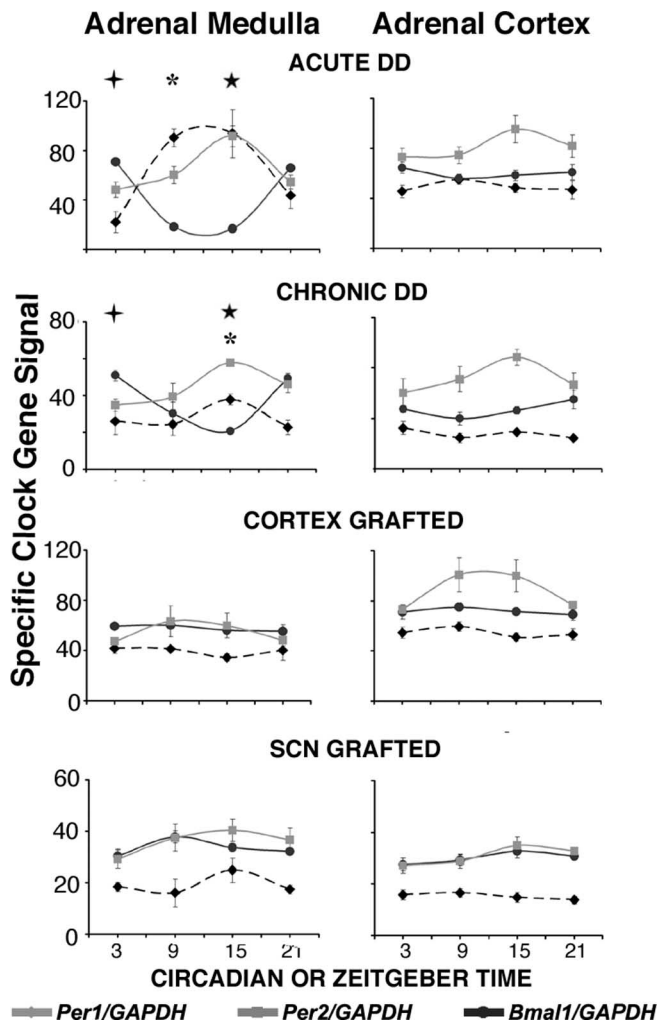 Adrenal Medulla Adrenal Cortex
ACUTE DD
120
80
40
CHRONIC DD
80
40
0
CORTEX GRAFTED
120
80
40
0
SCN GRAFTED
60
40
20
0
3 9 15 21 3 9 15 21
Specific Clock Gene Signal
CIRCADIAN OR ZEITGEBER TIME
Per1/GAPDH Per2/GAPDH Bmal1/GAPDH